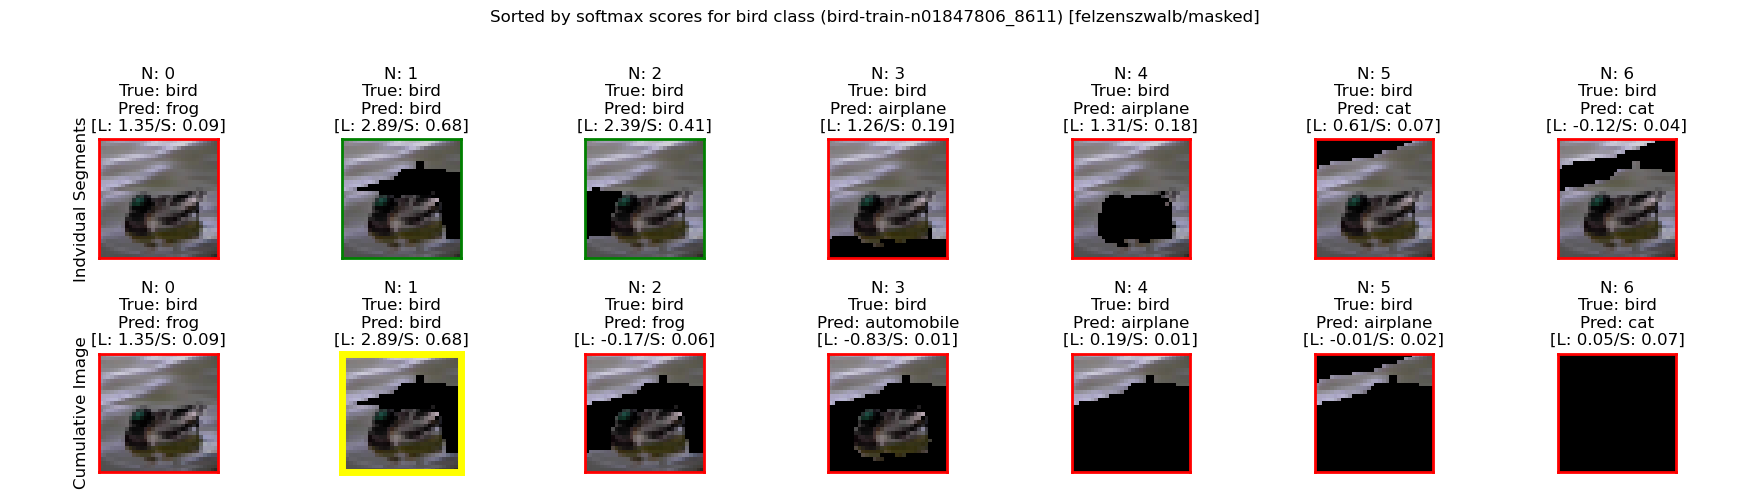 Sorted by softmax scores for bird class (bird-train-n01847806_8611) [felzenszwalb/masked]
Indvidual Segments
N: 0
True: bird
Pred: frog
[L: 1.35/S: 0.09]
N: 1
True: bird
Pred: bird
[L: 2.89/S: 0.68]
N: 2
True: bird
Pred: bird
[L: 2.39/S: 0.41]
N: 3
True: bird
Pred: airplane
[L: 1.26/S: 0.19]
N: 4
True: bird
Pred: airplane
[L: 1.31/S: 0.18]
N: 5
True: bird
Pred: cat
[L: 0.61/S: 0.07]
N: 6
True: bird
Pred: cat
[L: -0.12/S: 0.04]
Cumulative Image
N: 0
True: bird
Pred: frog
[L: 1.35/S: 0.09]
N: 1
True: bird
Pred: bird
[L: 2.89/S: 0.68]
N: 2
True: bird
Pred: frog
[L: -0.17/S: 0.06]
N: 3
True: bird
Pred: automobile
[L: -0.83/S: 0.01]
N: 4
True: bird
Pred: airplane
[L: 0.19/S: 0.01]
N: 5
True: bird
Pred: airplane
[L: -0.01/S: 0.02]
N: 6
True: bird
Pred: cat
[L: 0.05/S: 0.07]